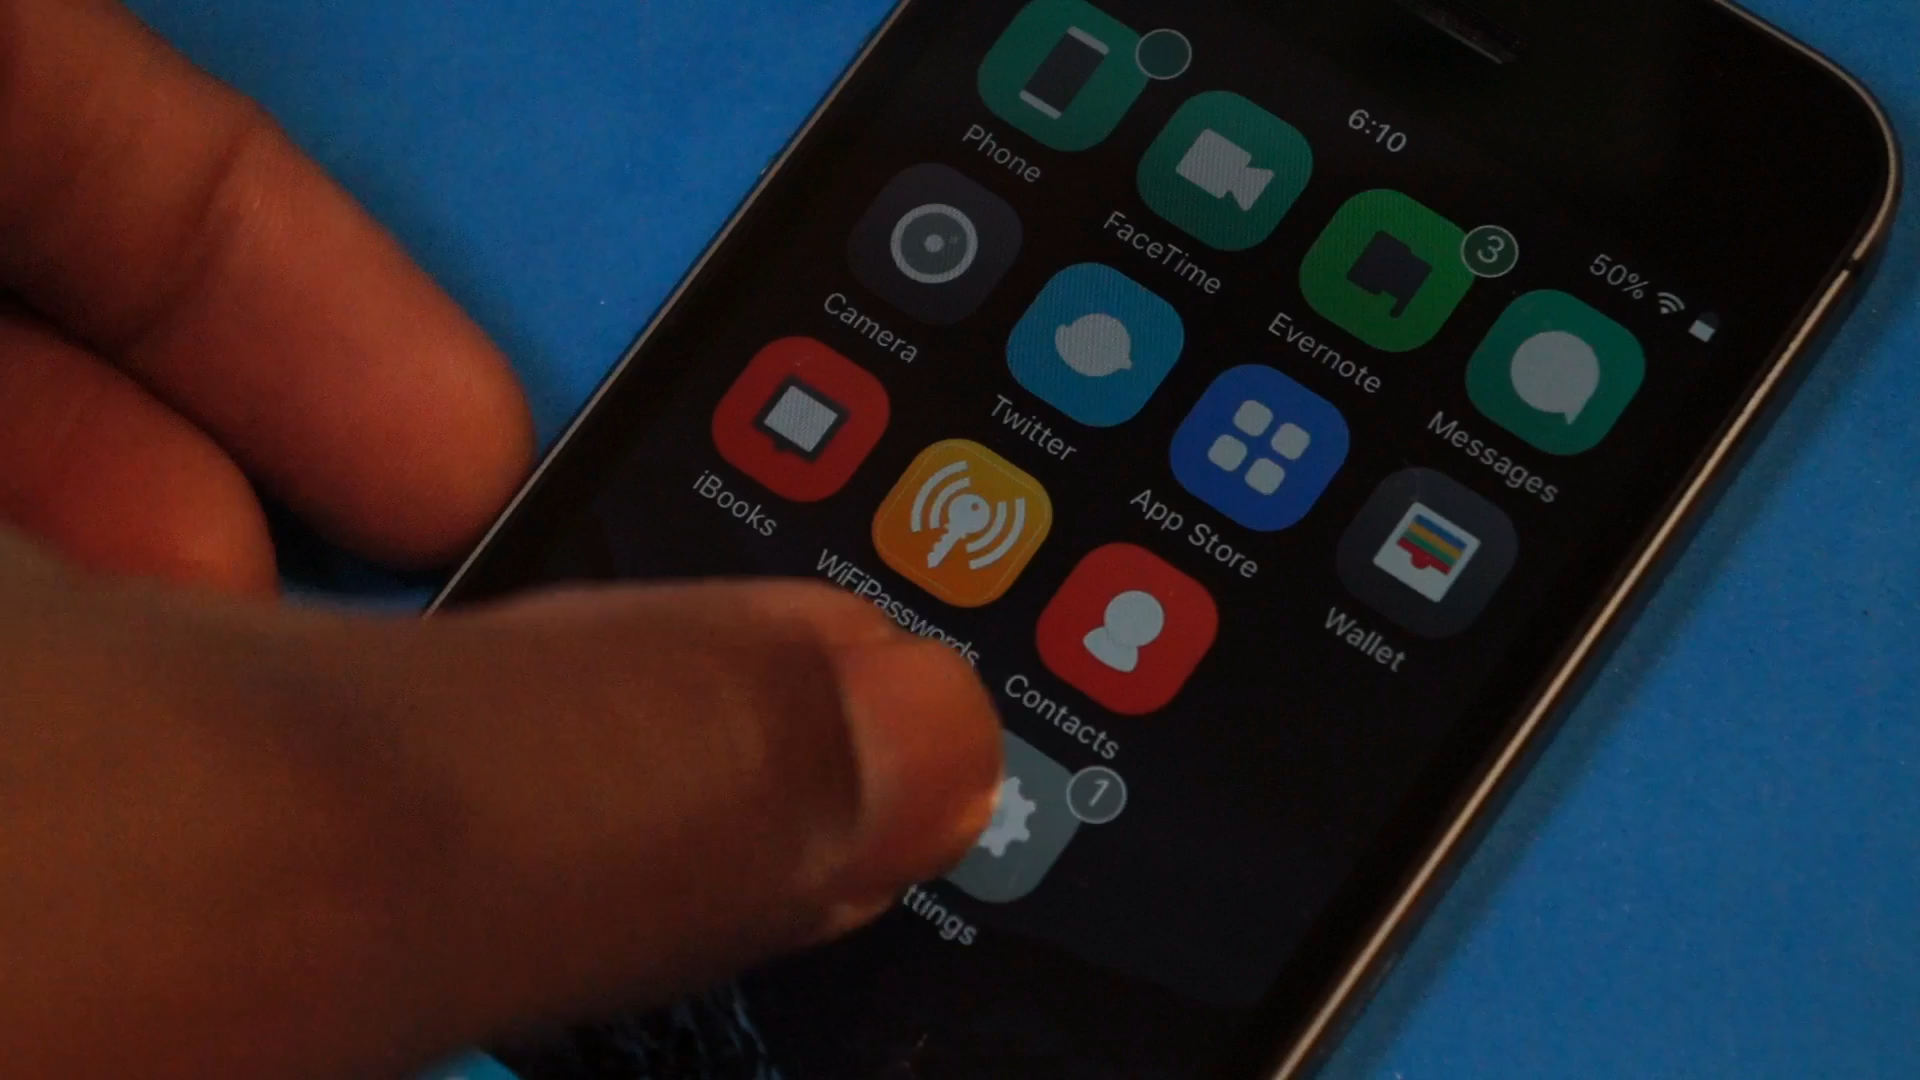 6:10
50%
Phone
FaceTime
Evernote
3
Messages
Camera
Twitter
App Store
Wallet
iBooks
WiFiPasswords
Contacts
ttings
1